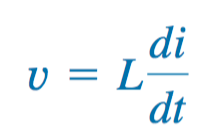 v = L di/dt